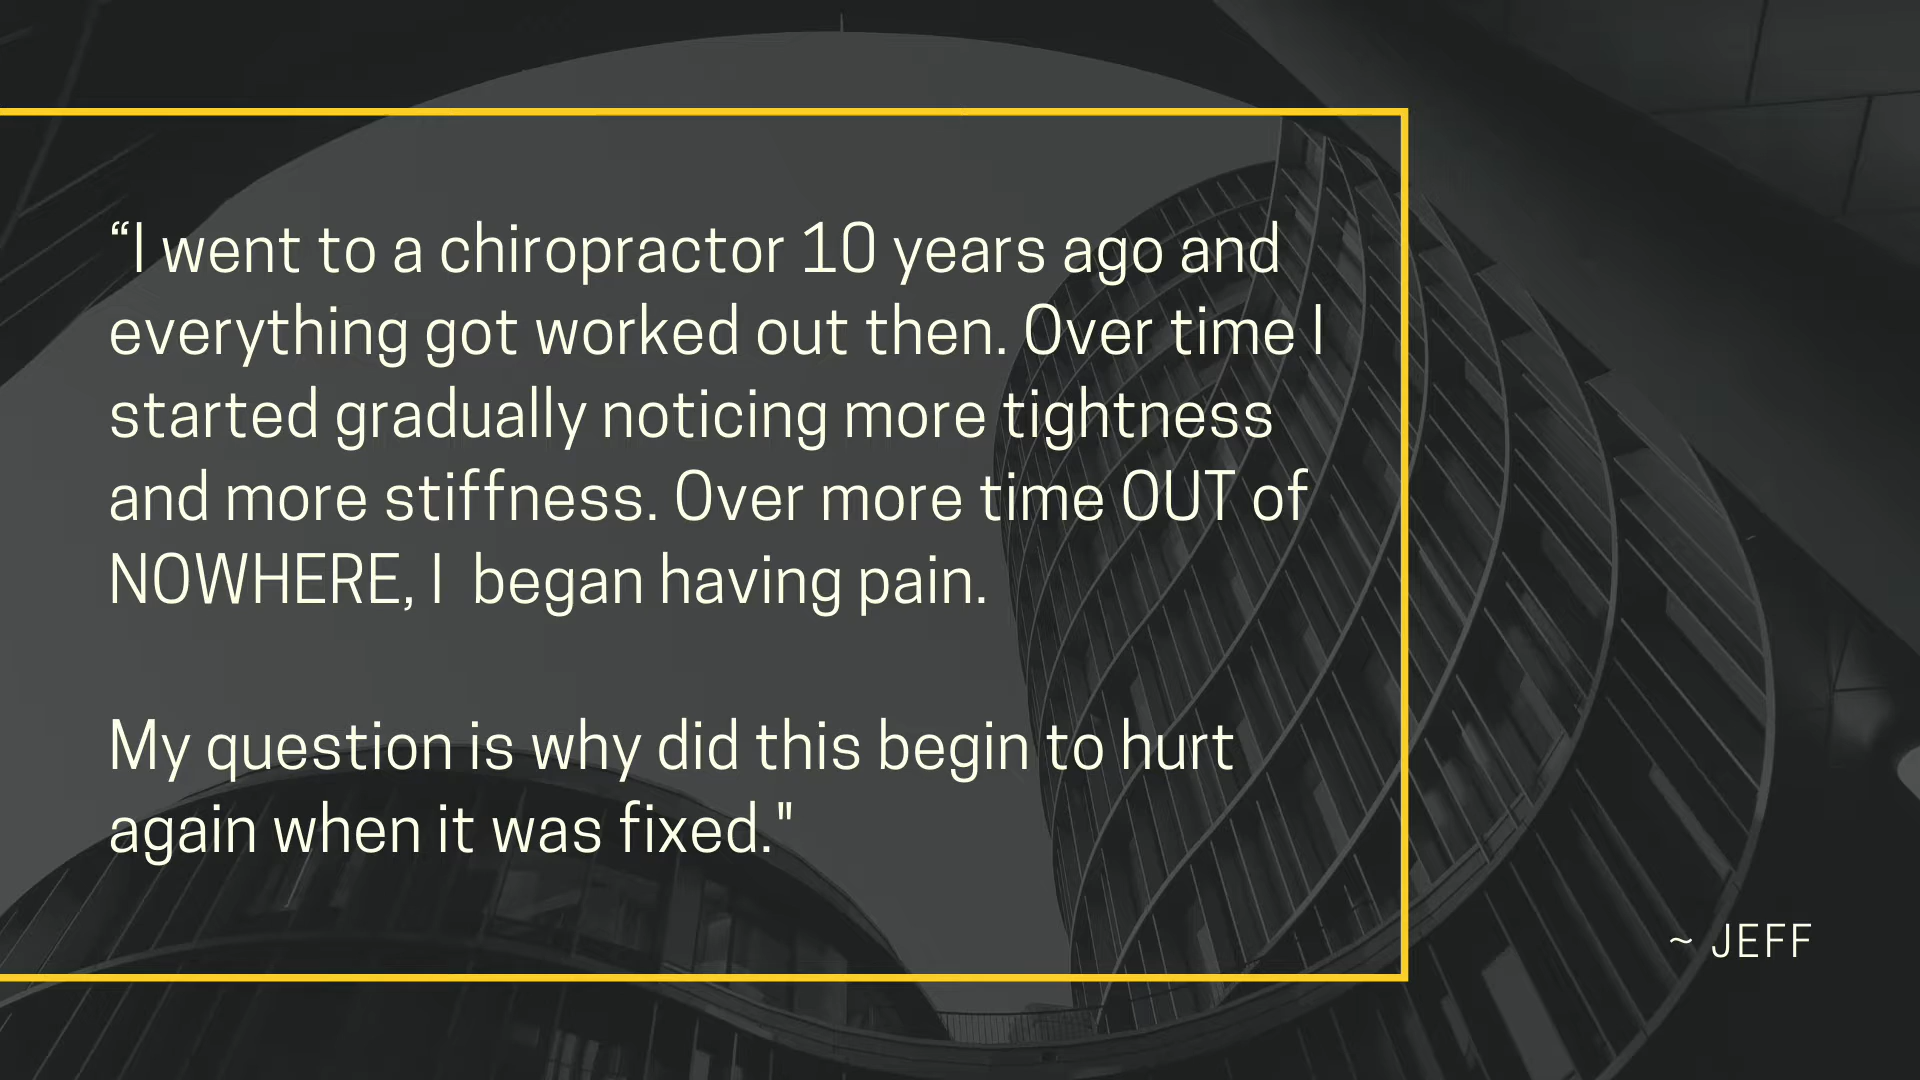 “I went to a chiropractor 10 years ago and
everything got worked out then. Over time I
started gradually noticing more tightness
and more stiffness. Over more time OUT of
NOWHERE, I  began having pain.
My question is why did this begin to hurt
again when it was fixed."
~ JEFF